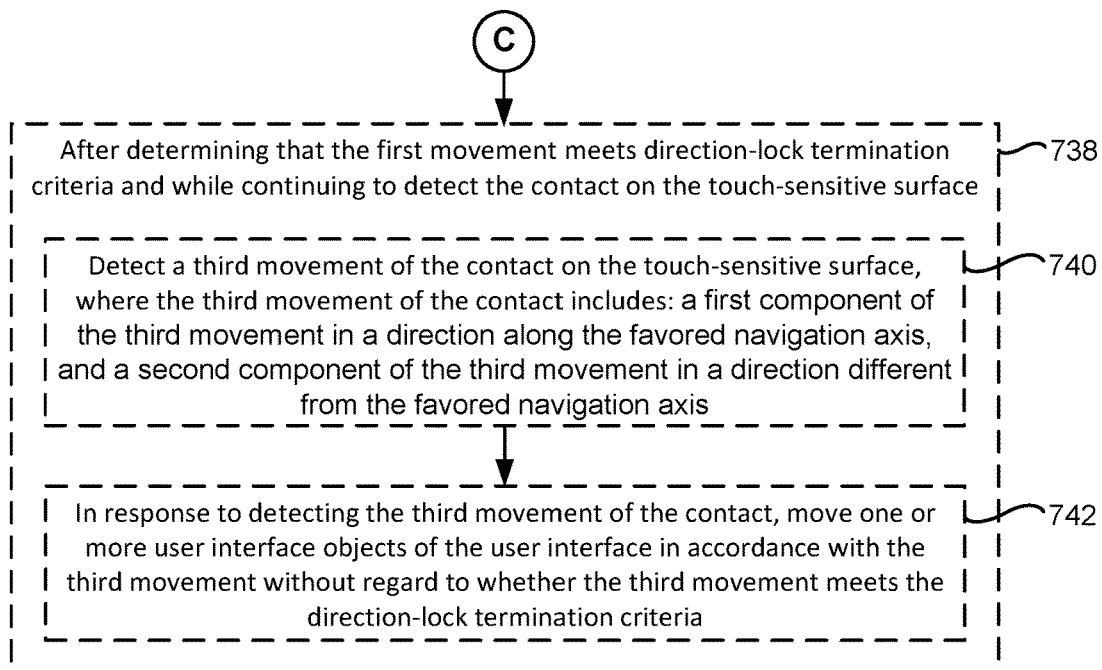 C
After determining that the first movement meets direction-lock termination
criteria and while continuing to detect the contact on the touch-sensitive surface
738
Detect a third movement of the contact on the touch-sensitive surface,
where the third movement of the contact includes: a first component of
the third movement in a direction along the favored navigation axis,
and a second component of the third movement in a direction different
from the favored navigation axis
740
In response to detecting the third movement of the contact, move one or
more user interface objects of the user interface in accordance with the
third movement without regard to whether the third movement meets the
direction-lock termination criteria
742